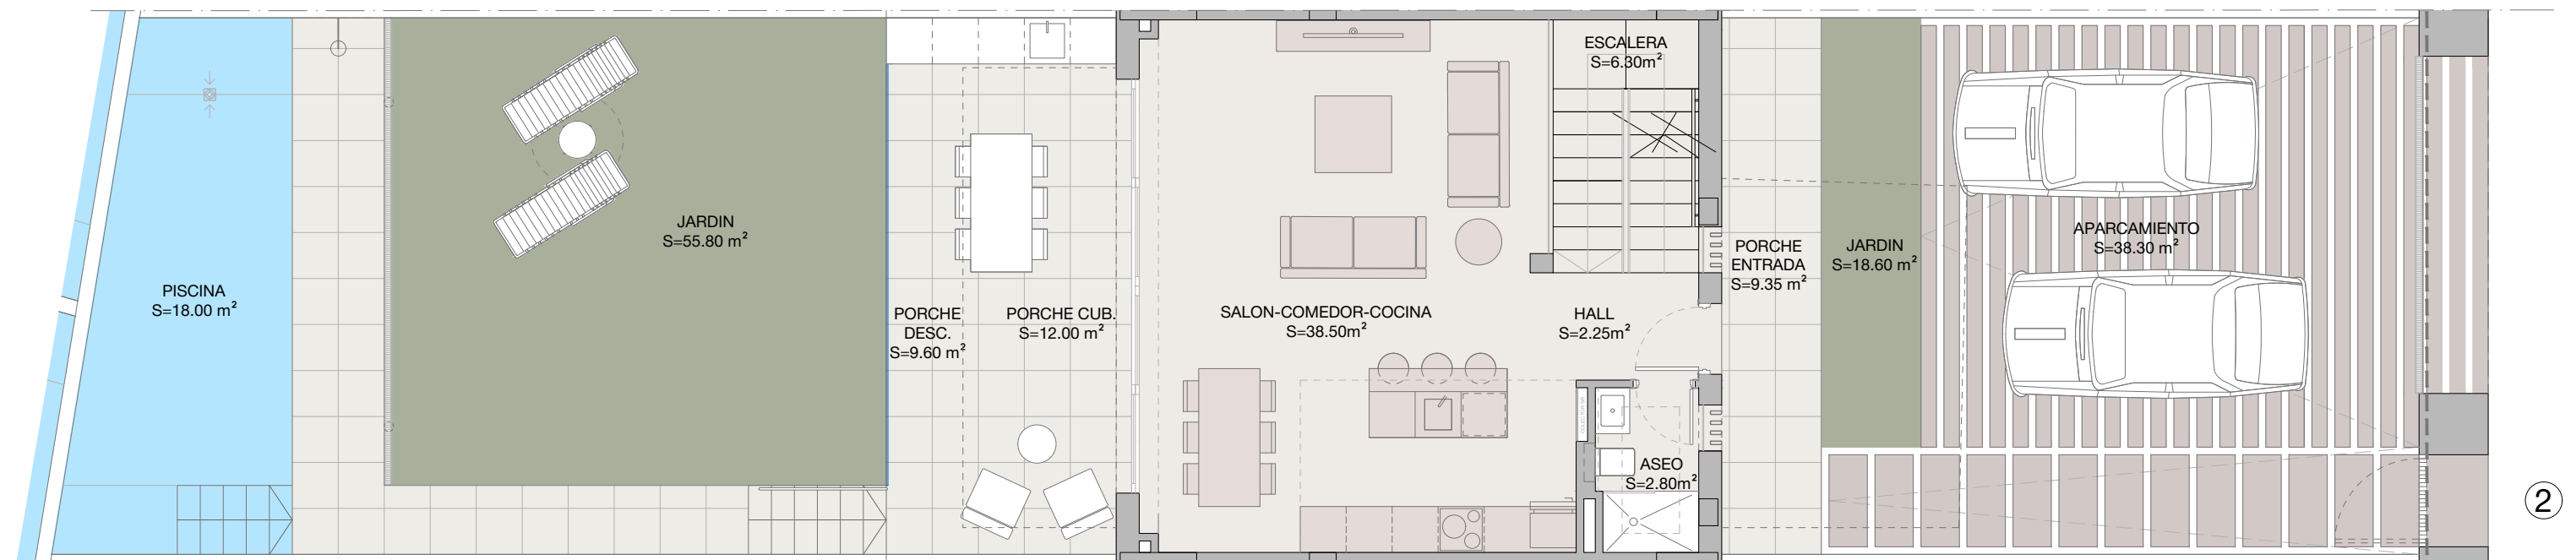 PISCINA
S=18.00 m²
JARDIN
S=55.80 m²
PORCHE
DESC.
S=9.60 m²
PORCHE CUB.
S=12.00 m²
SALON-COMEDOR-COCINA
S=38.50m²
ESCALERA
S=6.30m²
HALL
S=2.25m²
ASEO
S=2.80m²
PORCHE
ENTRADA
S=9.35 m²
JARDIN
S=18.60 m²
APARCAMIENTO
S=38.30 m²
2